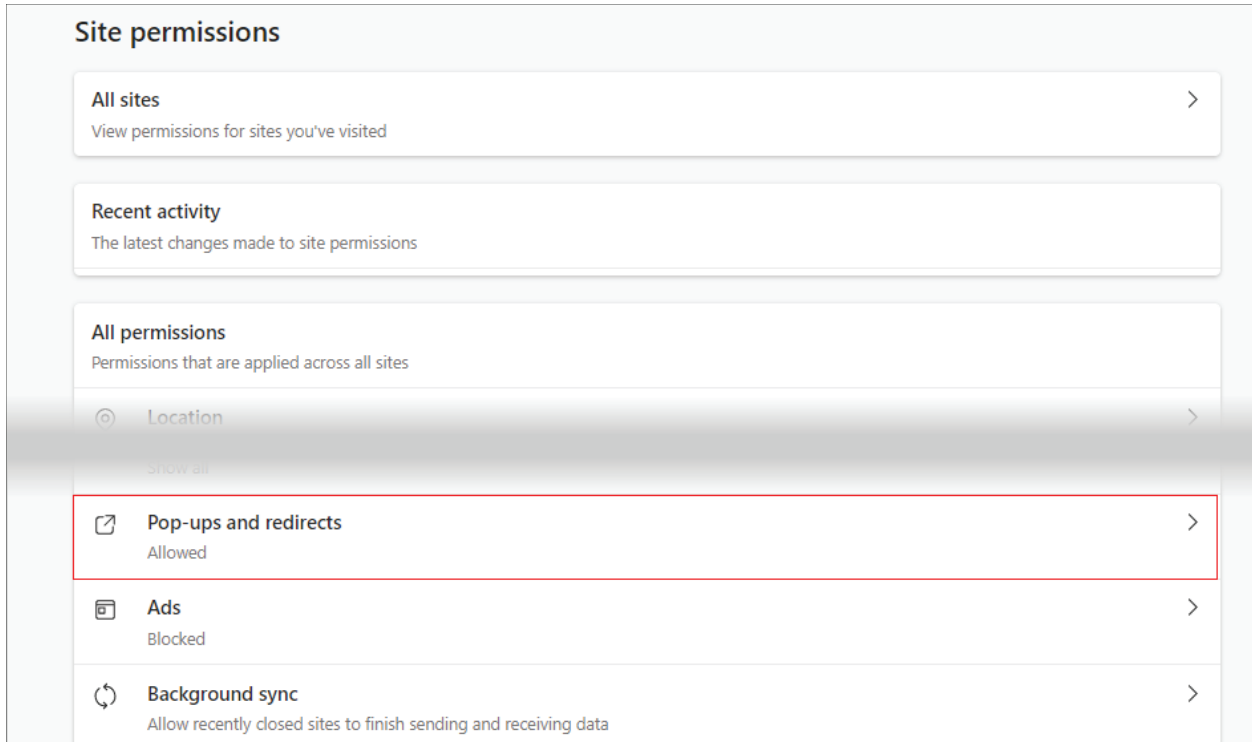 Site permissions
All sites
View permissions for sites you've visited
Recent activity
The latest changes made to site permissions
All permissions
Permissions that are applied across all sites
Location
Show all
Pop-ups and redirects
Allowed
Ads
Blocked
Background sync
Allow recently closed sites to finish sending and receiving data